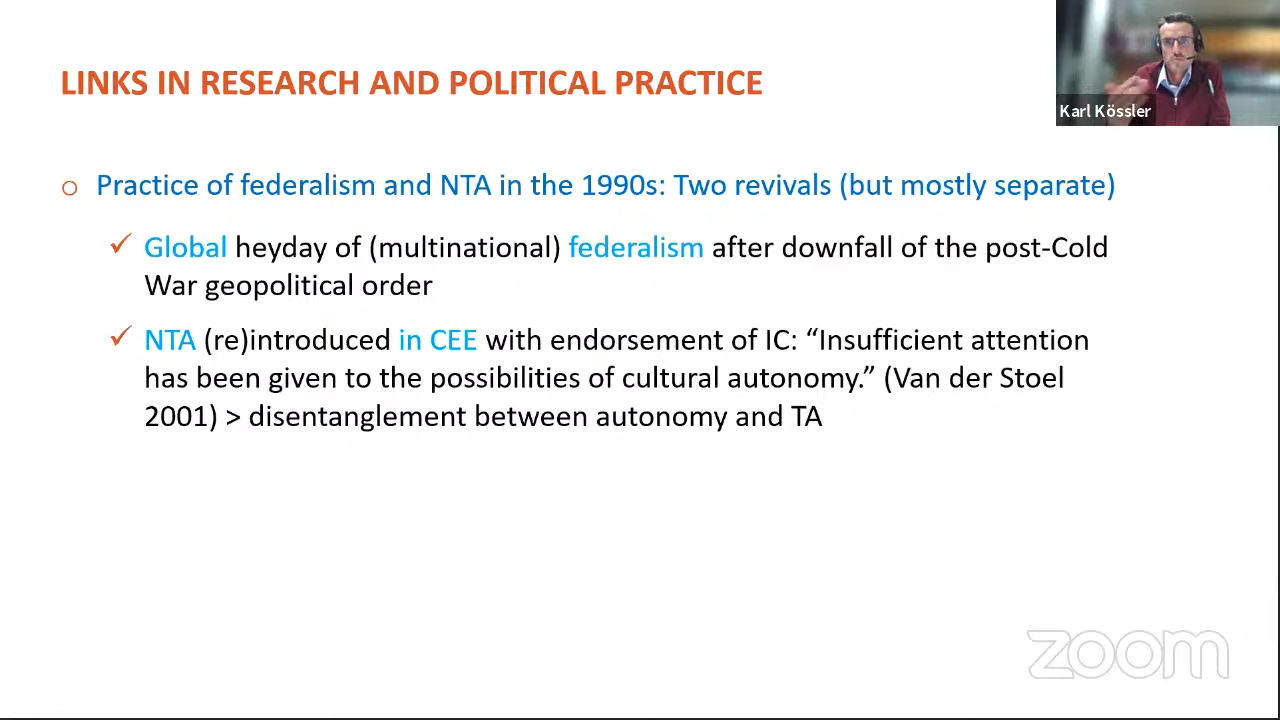 LINKS IN RESEARCH AND POLITICAL PRACTICE
Karl Kössler
o Practice of federalism and NTA in the 1990s: Two revivals (but mostly separate)
✓ Global heyday of (multinational) federalism after downfall of the post-Cold
War geopolitical order
✓ NTA (re)introduced in CEE with endorsement of IC: “Insufficient attention
has been given to the possibilities of cultural autonomy.” (Van der Stoel
2001) > disentanglement between autonomy and TA
zoom